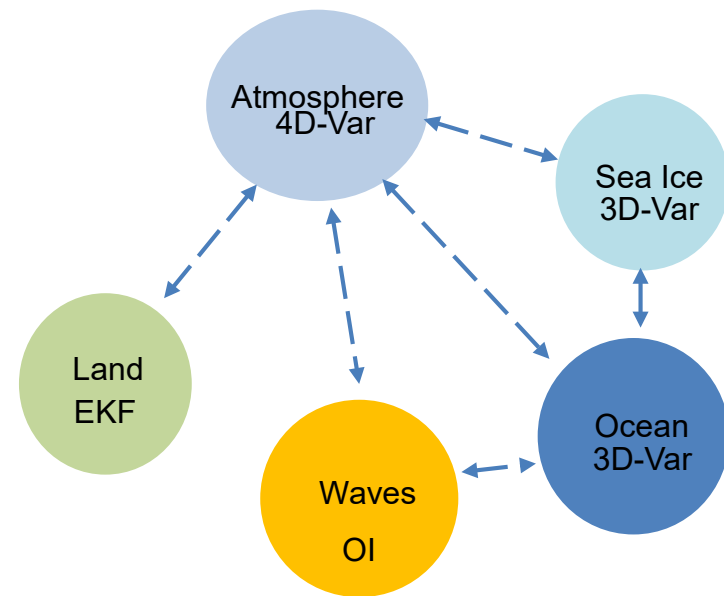 Atmosphere
4D-Var
Sea Ice
3D-Var
Land
EKF
Ocean
3D-Var
Waves
OI